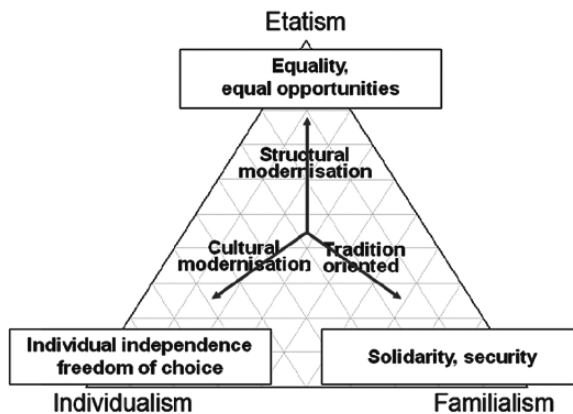 Etatism
Equality,
equal opportunities
Structural
modernisation
Cultural
modernisation
Tradition
oriented
Individual independence
freedom of choice
Solidarity, security
Individualism
Familialism